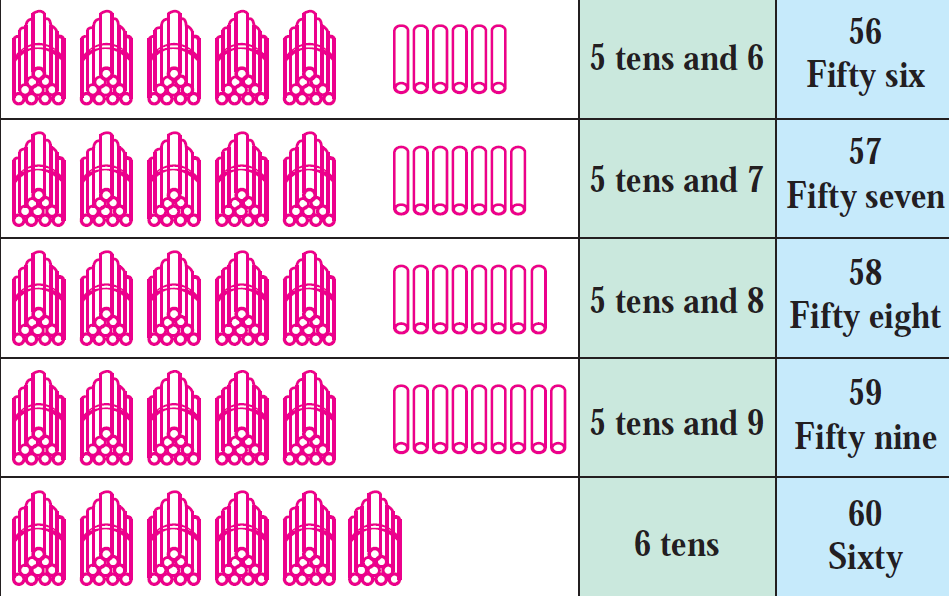 5 tens and 6
56
Fifty six
5 tens and 7
57
Fifty seven
5 tens and 8
58
Fifty eight
5 tens and 9
59
Fifty nine
6 tens
60
Sixty